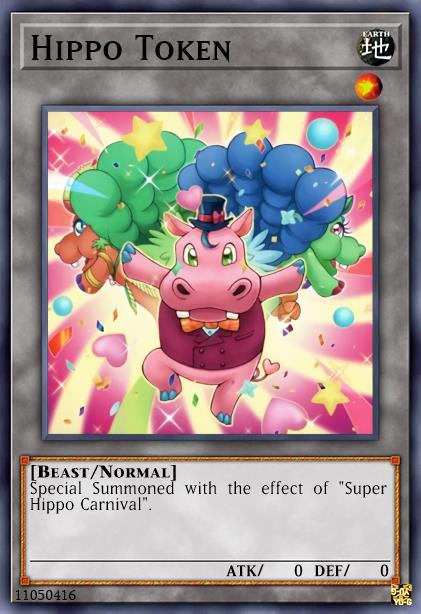 Hippo Token
EARTH
地
[Beast/Normal]
Special Summoned with the effect of "Super
Hippo Carnival".
ATK/ 0 DEF/ 0
11050416